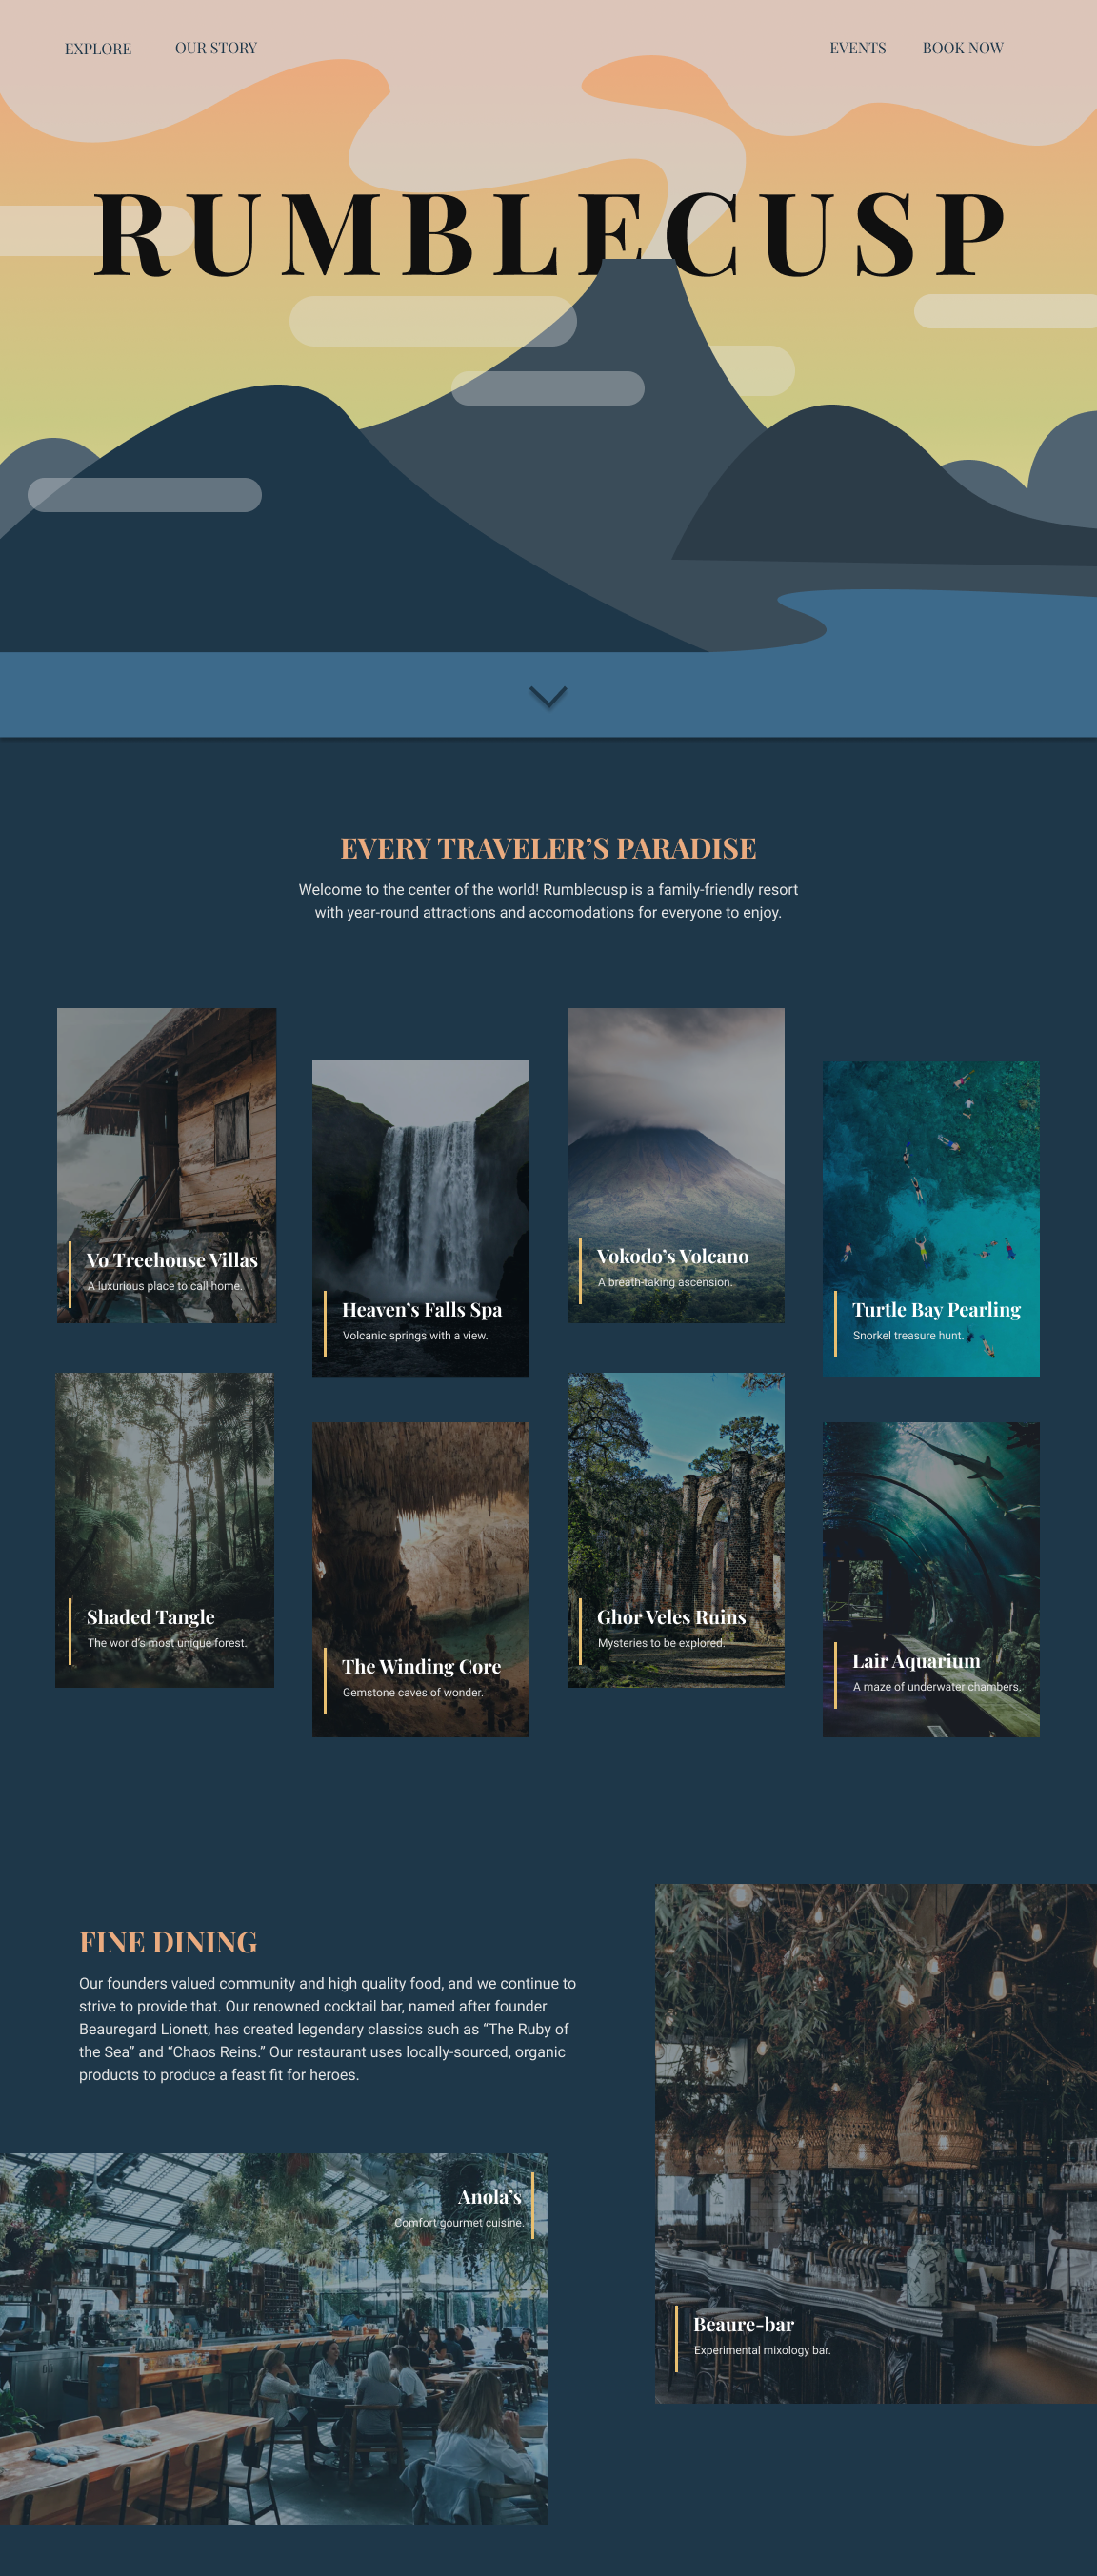 EXPLORE
OUR STORY
EVENTS
BOOK NOW
RUMBLECUSP
EVERY TRAVELER’S PARADISE
Welcome to the center of the world! Rumblecusp is a family-friendly resort
with year-round attractions and accomodations for everyone to enjoy.
Vo Treehouse Villas
A luxurious place to call home.
Heaven’s Falls Spa
Volcanic springs with a view.
Vokodo’s Volcano
A breath-taking ascension.
Turtle Bay Pearling
Snorkel treasure hunt.
Shaded Tangle
The world’s most unique forest.
The Winding Core
Gemstone caves of wonder.
Ghor Veles Ruins
Mysteries to be explored.
Lair Aquarium
A maze of underwater chambers.
FINE DINING
Our founders valued community and high quality food, and we continue to
strive to provide that. Our renowned cocktail bar, named after founder
Beauregard Lionett, has created legendary classics such as “The Ruby of
the Sea” and “Chaos Reins.” Our restaurant uses locally-sourced, organic
products to produce a feast fit for heroes.
Anola’s
Comfort gourmet cuisine.
Beaure-bar
Experimental mixology bar.